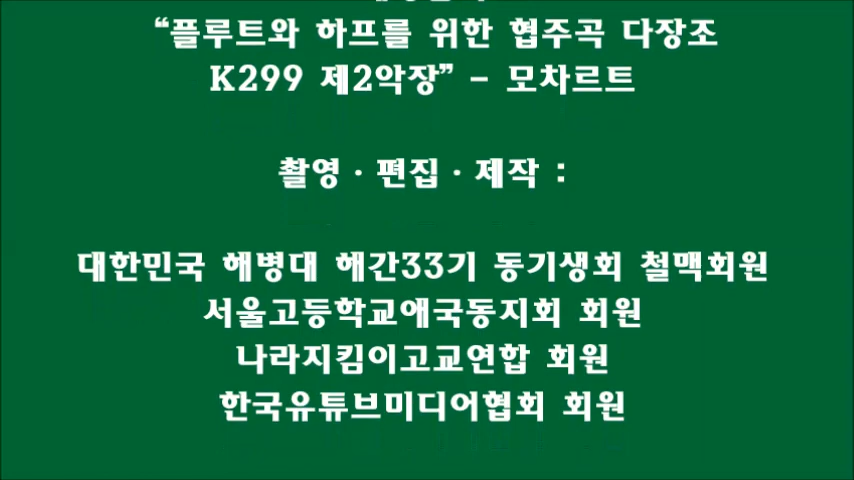 “플루트와 하프를 위한 협주곡 다장조
K299 제2악장” - 모차르트
촬영·편집·제작 :
대한민국 해병대 해간33기 동기생회 철맥회원
서울고등학교애국동지회 회원
나라지킴이고교연합 회원
한국유튜브미디어협회 회원